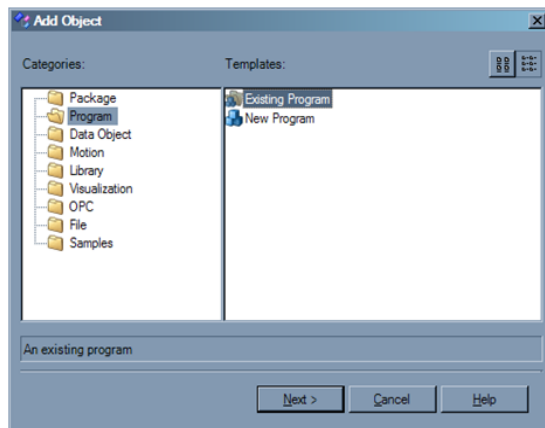 Add Object
Categories:
Templates:
Package
Program
Data Object
Motion
Library
Visualization
OPC
File
Samples
Existing Program
New Program
An existing program
Next >
Cancel
Help